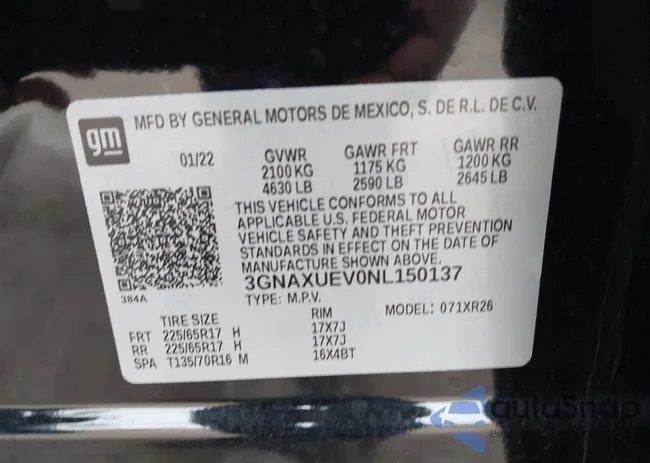 gm
MFD BY GENERAL MOTORS DE MEXICO, S. DE R.L. DE C.V.
01/22 GVWR GAWR FRT GAWR RR
2100 KG 1175 KG 1200 KG
4630 LB 2590 LB 2645 LB
THIS VEHICLE CONFORMS TO ALL
APPLICABLE U.S. FEDERAL MOTOR
VEHICLE SAFETY AND THEFT PREVENTION
STANDARDS IN EFFECT ON THE DATE OF
MANUFACTURE SHOWN ABOVE.
3GNAXUEV0NL150137
384A
TYPE: M.P.V. MODEL: 071XR26
TIRE SIZE RIM
FRT 225/65R17 H 17X7J
RR 225/65R17 H 17X7J
SPA T135/70R16 M 16X4BT
autoSnap